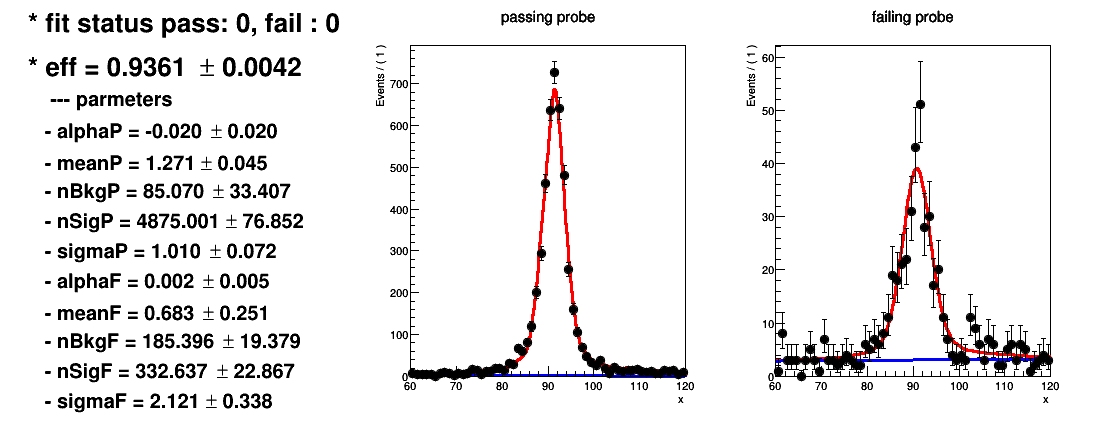 * fit status pass: 0, fail : 0
* eff = 0.9361 ± 0.0042
--- parmeters
- alphaP = -0.020 ± 0.020
- meanP = 1.271 ± 0.045
- nBkgP = 85.070 ± 33.407
- nSigP = 4875.001 ± 76.852
- sigmaP = 1.010 ± 0.072
- alphaF = 0.002 ± 0.005
- meanF = 0.683 ± 0.251
- nBkgF = 185.396 ± 19.379
- nSigF = 332.637 ± 22.867
- sigmaF = 2.121 ± 0.338
passing probe
Events / ( 1 )
700
600
500
400
300
200
100
0
60 70 80 90 100 110 120
x
failing probe
Events / ( 1 )
60
50
40
30
20
10
0
60 70 80 90 100 110 120
x